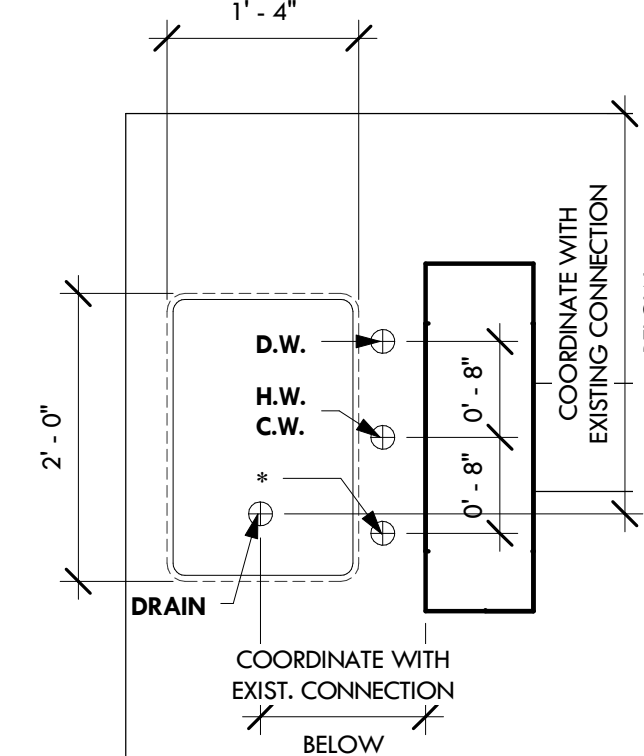 1' - 4"
COORDINATE WITH
EXISTING CONNECTION
2' - 0"
D.W.
H.W.
C.W.
*
0' - 8"
0' - 8"
DRAIN
COORDINATE WITH
EXIST. CONNECTION
BELOW